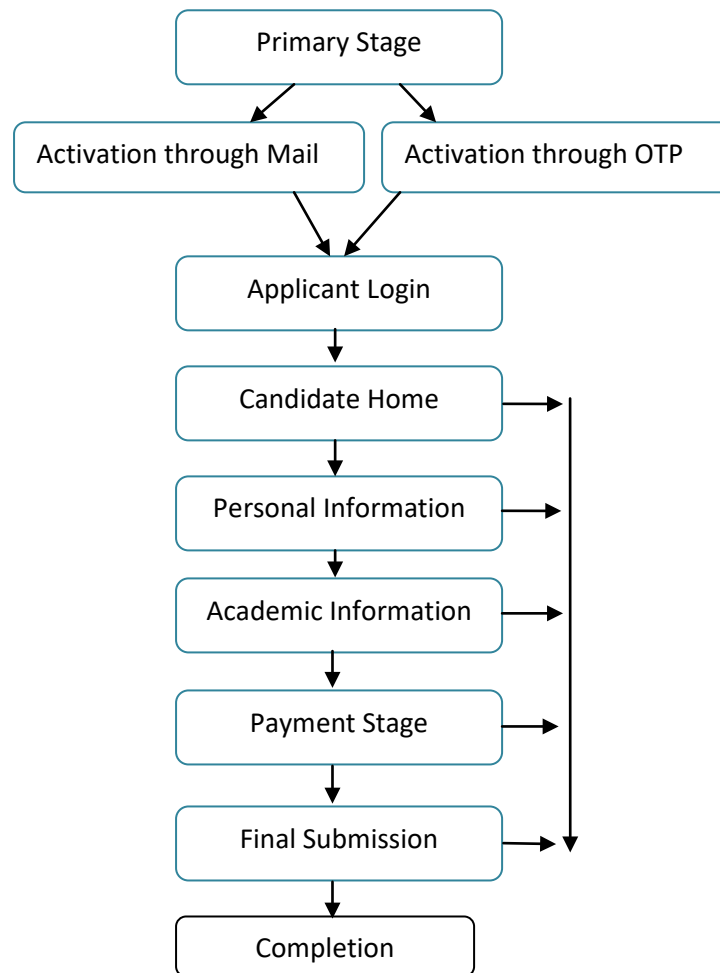 Primary Stage
Activation through Mail
Activation through OTP
Applicant Login
Candidate Home
Personal Information
Academic Information
Payment Stage
Final Submission
Completion